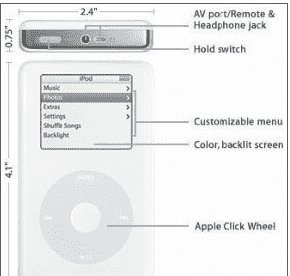 2.4"
0.75"
AV port/Remote &
Headphone jack
Hold switch
iPod
Music
Photos
Extras
Settings
Shuffle Songs
Backlight
Customizable menu
Color, backlit screen
4.1"
MENU
Apple Click Wheel